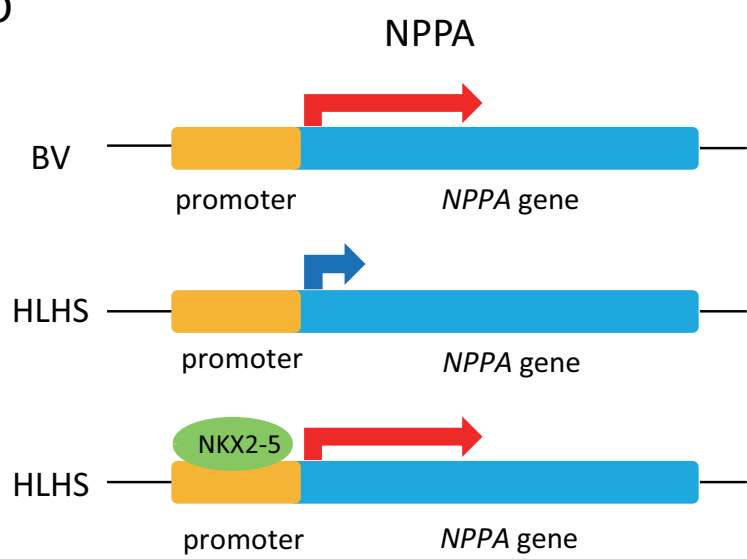 NPPA
BV
promoter NPPA gene
HLHS
promoter NPPA gene
NKX2-5
HLHS
promoter NPPA gene